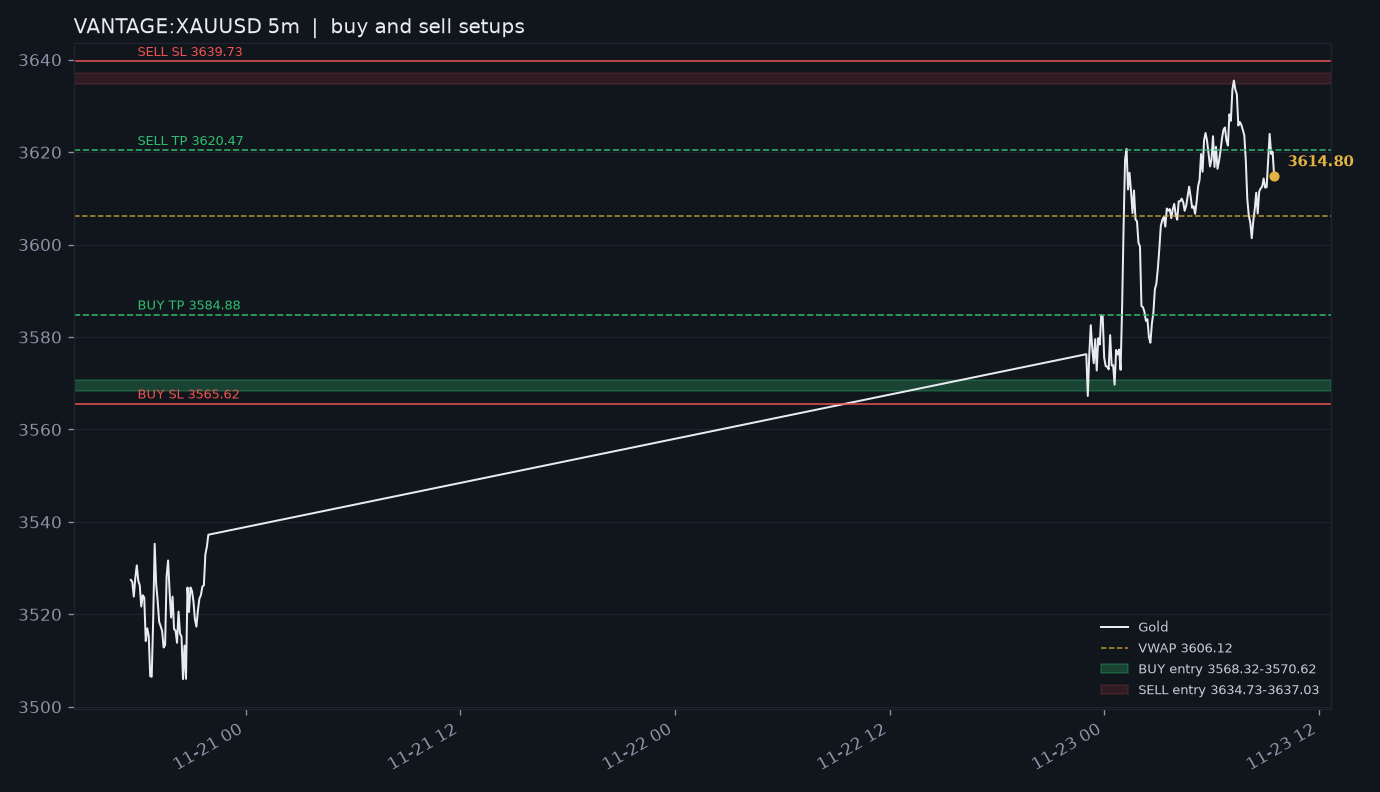 VANTAGE:XAUUSD 5m | buy and sell setups
SELL SL 3639.73
3640
SELL TP 3620.47
3620
3614.80
3600
BUY TP 3584.88
3580
BUY SL 3565.62
3560
3540
3520
3500
Gold
VWAP 3606.12
BUY entry 3568.32-3570.62
SELL entry 3634.73-3637.03
11-21 00
11-21 12
11-22 00
11-22 12
11-23 00
11-23 12